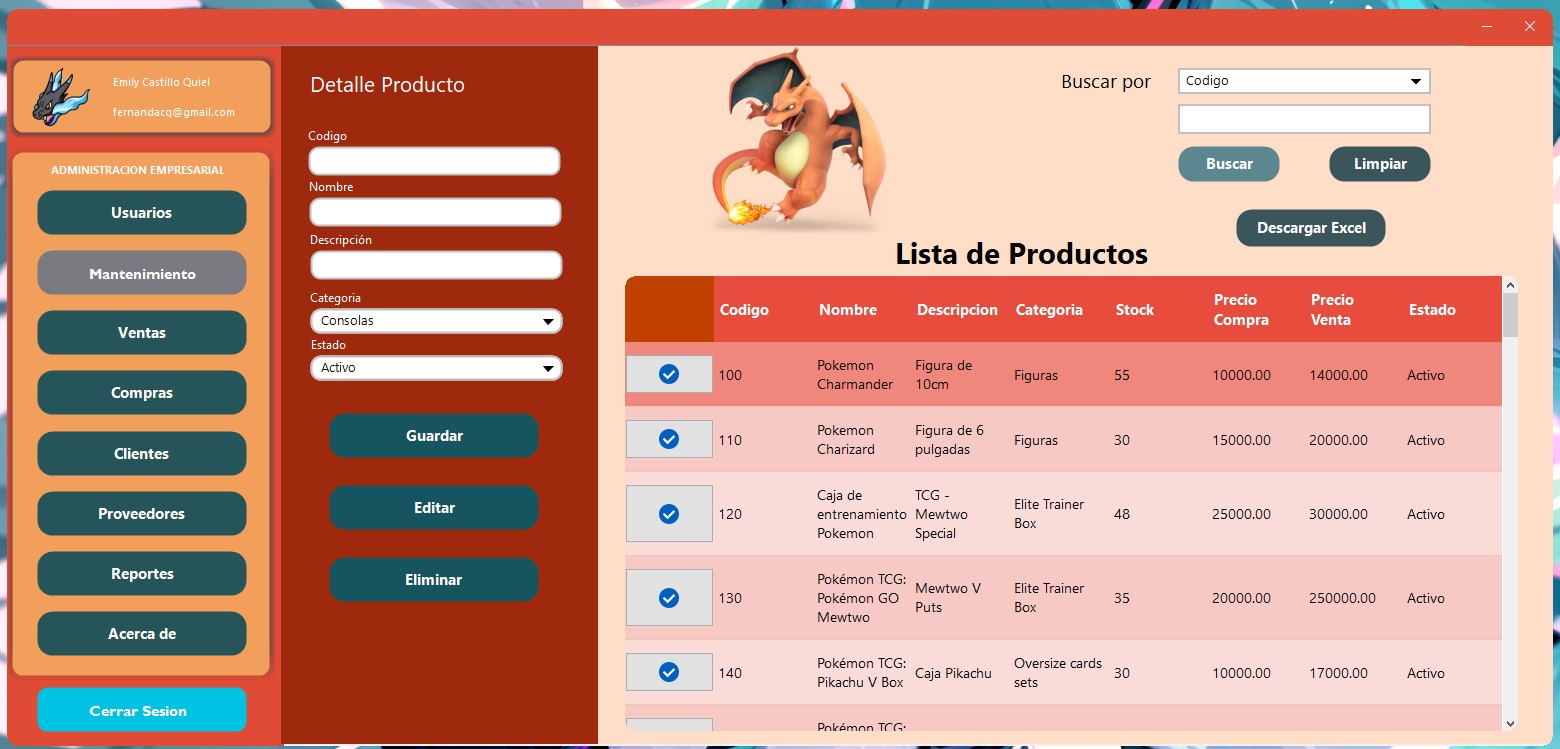 Emily Castillo Quiel
fernandacq@gmail.com
ADMINISTRACION EMPRESARIAL
Usuarios
Mantenimiento
Ventas
Compras
Clientes
Proveedores
Reportes
Acerca de
Cerrar Sesion
Detalle Producto
Codigo
Nombre
Descripción
Categoria
Consolas
Estado
Activo
Guardar
Editar
Eliminar
Buscar por
Codigo
Buscar
Limpiar
Descargar Excel
Lista de Productos
Codigo
Nombre
Descripcion
Categoria
Stock
Precio
Compra
Precio
Venta
Estado
100
Pokemon
Charmander
Figura de
10cm
Figuras
55
10000.00
14000.00
Activo
110
Pokemon
Charizard
Figura de 6
pulgadas
Figuras
30
15000.00
20000.00
Activo
120
Caja de
entrenamiento
Pokemon
TCG -
Mewtwo
Special
Elite Trainer
Box
48
25000.00
30000.00
Activo
130
Pokémon TCG:
Pokémon GO
Mewtwo
Mewtwo V
Puts
Elite Trainer
Box
35
20000.00
250000.00
Activo
140
Pokémon TCG:
Pikachu V Box
Caja Pikachu
Oversize cards
sets
30
10000.00
17000.00
Activo
Pokémon TCG: